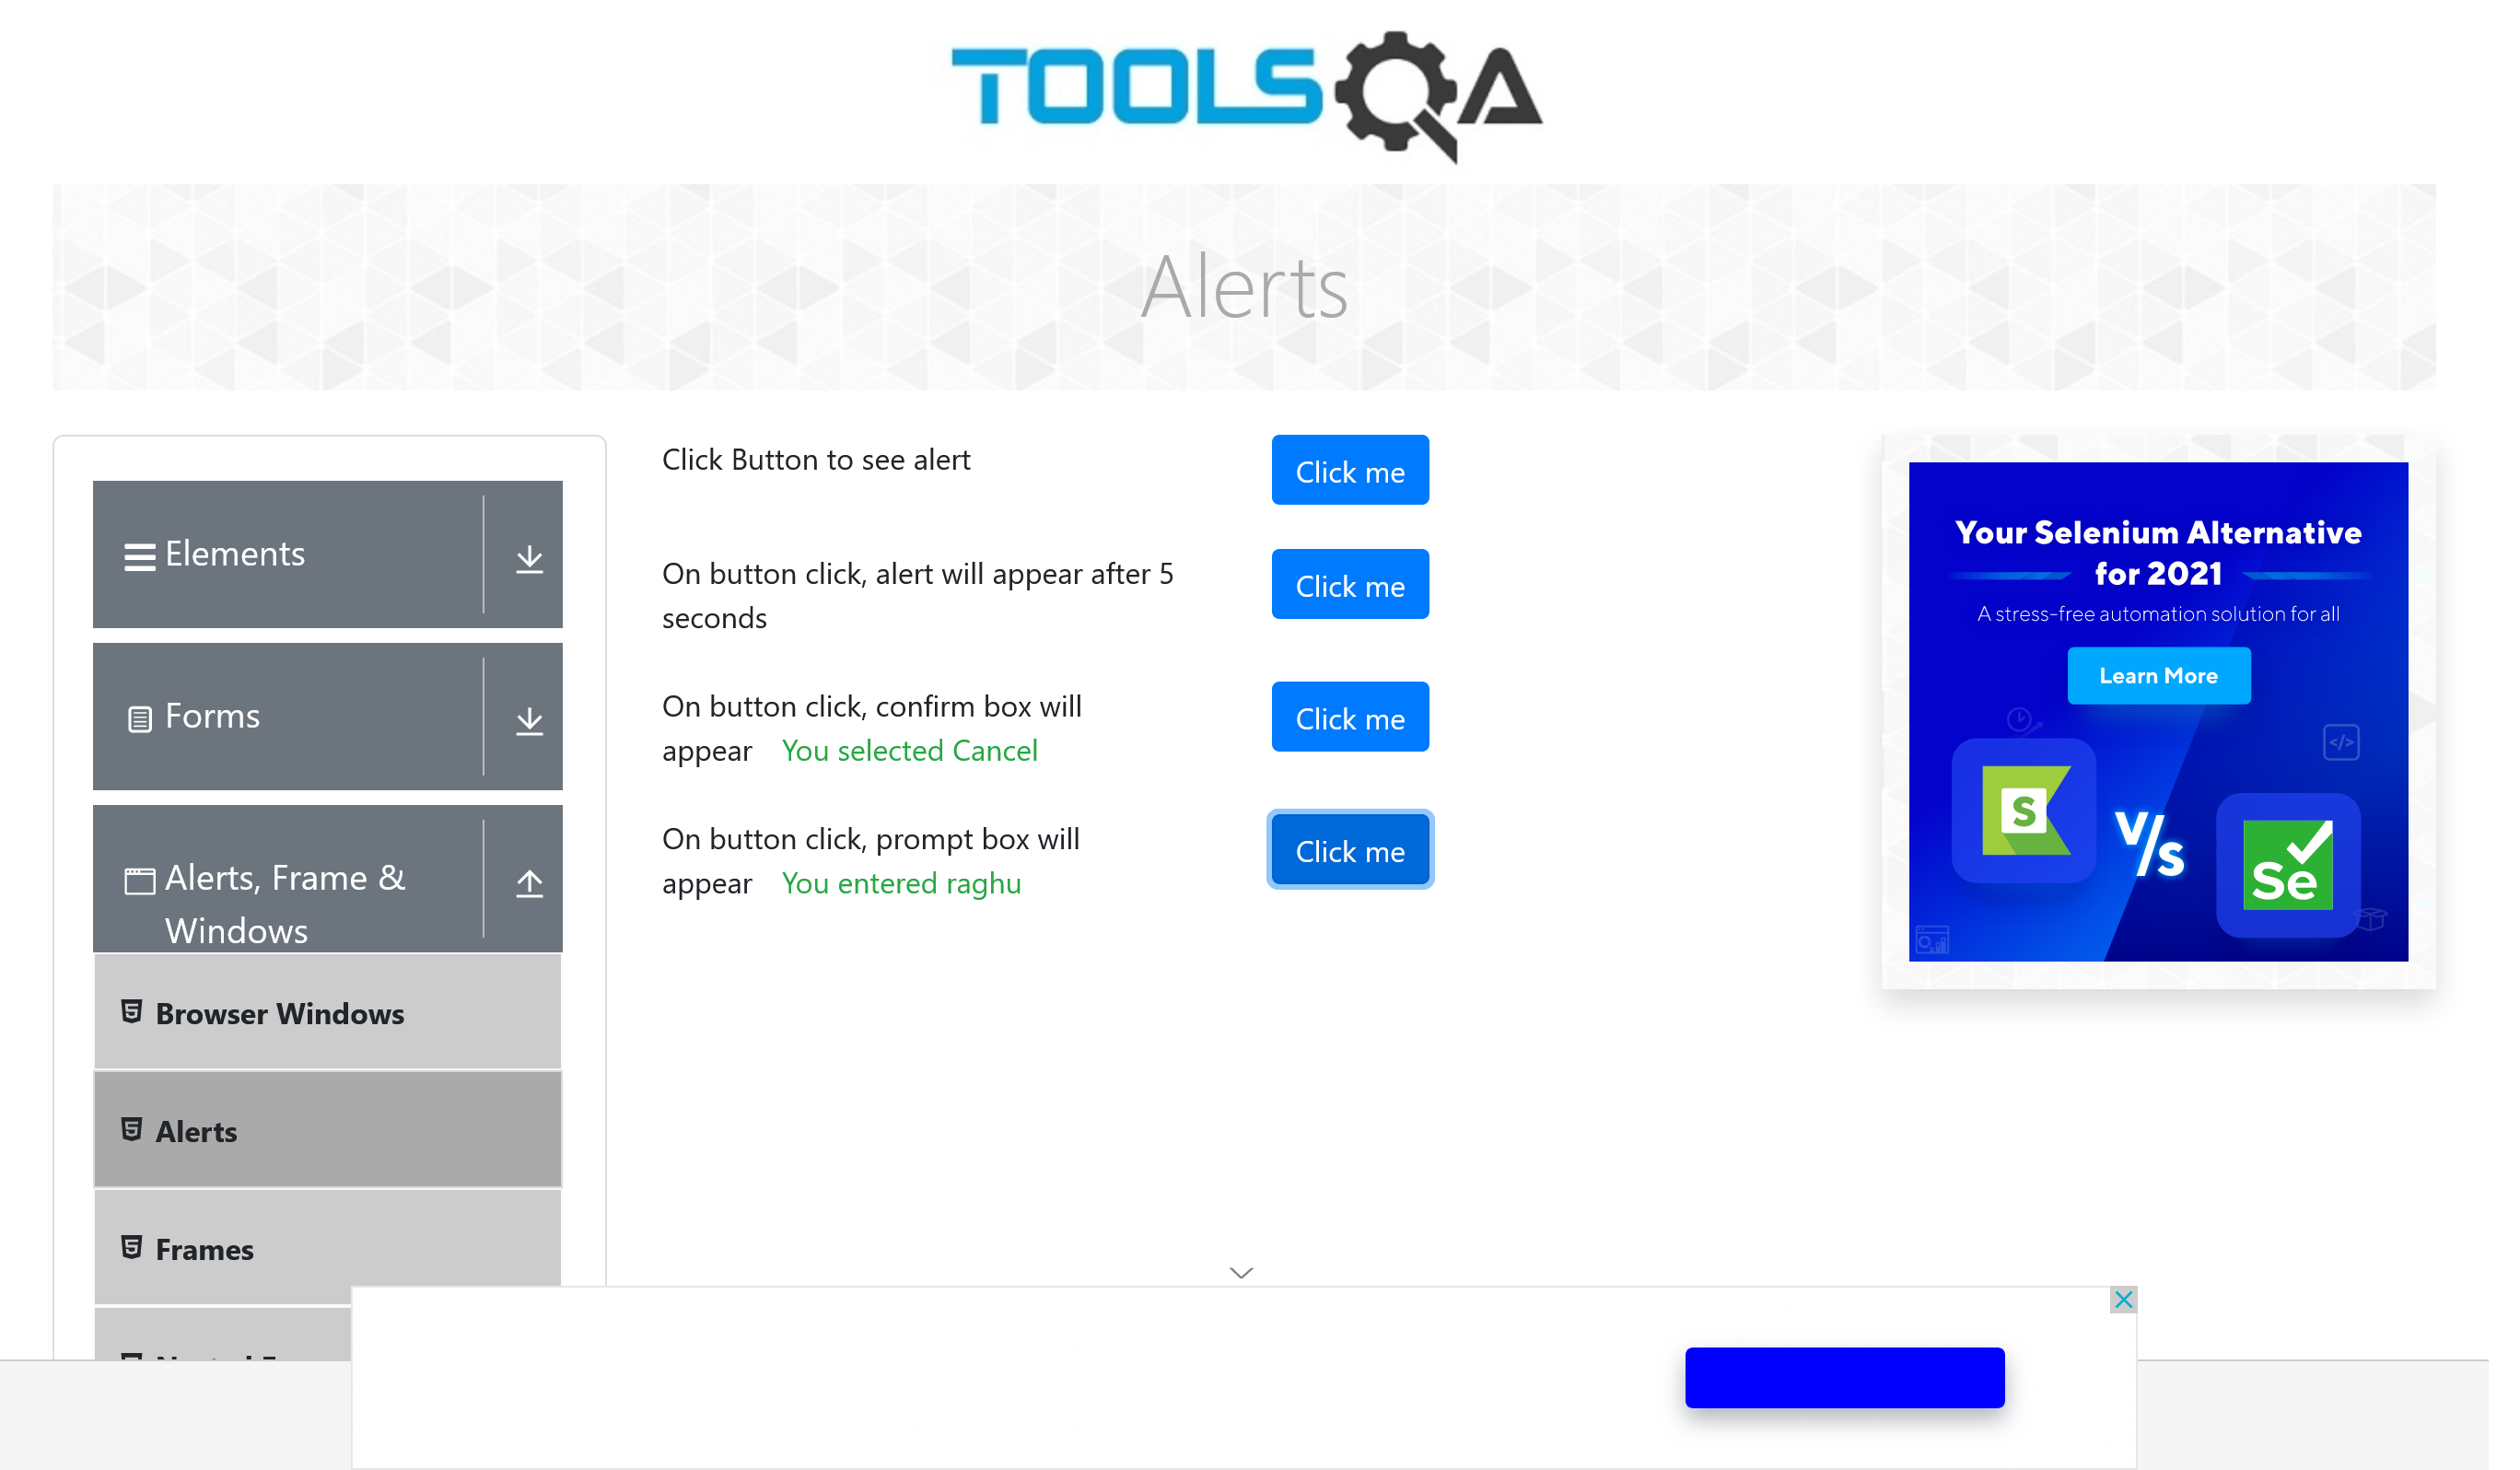 TOOLSQA
Alerts
Elements
Forms
Alerts, Frame &
Windows
Browser Windows
Alerts
Frames
Click Button to see alert
Click me
On button click, alert will appear after 5
seconds
Click me
On button click, confirm box will
appear You selected Cancel
Click me
On button click, prompt box will
appear You entered raghu
Click me
Your Selenium Alternative
for 2021
A stress-free automation solution for all
Learn More
S
V/s
Se